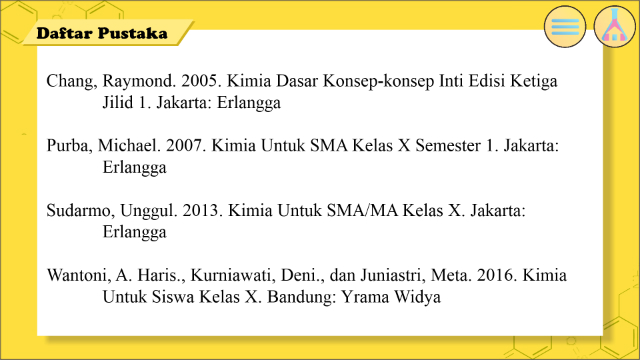 Daftar Pustaka
Chang, Raymond. 2005. Kimia Dasar Konsep-konsep Inti Edisi Ketiga
Jilid 1. Jakarta: Erlangga
Purba, Michael. 2007. Kimia Untuk SMA Kelas X Semester 1. Jakarta:
Erlangga
Sudarmo, Unggul. 2013. Kimia Untuk SMA/MA Kelas X. Jakarta:
Erlangga
Wantoni, A. Haris., Kurniawati, Deni., dan Juniastri, Meta. 2016. Kimia
Untuk Siswa Kelas X. Bandung: Yrama Widya